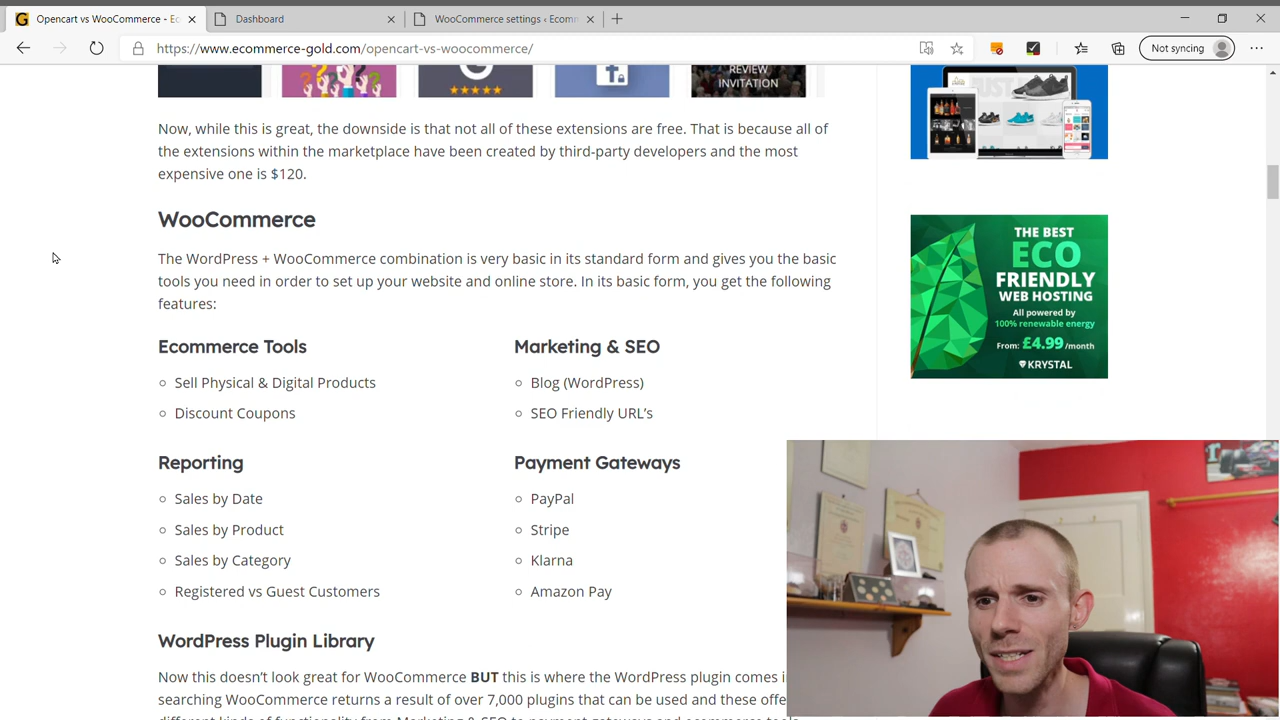 Opencart vs WooCommerce - Ec
Dashboard
WooCommerce settings ‹ Ecomm
https://www.ecommerce-gold.com/opencart-vs-woocommerce/
Not syncing
REVIEW
INVITATION
Now, while this is great, the downside is that not all of these extensions are free. That is because all of
the extensions within the marketplace have been created by third-party developers and the most
expensive one is $120.
WooCommerce
The WordPress + WooCommerce combination is very basic in its standard form and gives you the basic
tools you need in order to set up your website and online store. In its basic form, you get the following
features:
Ecommerce Tools
Sell Physical & Digital Products
Discount Coupons
Marketing & SEO
Blog (WordPress)
SEO Friendly URL's
Reporting
Sales by Date
Sales by Product
Sales by Category
Registered vs Guest Customers
Payment Gateways
PayPal
Stripe
Klarna
Amazon Pay
WordPress Plugin Library
Now this doesn't look great for WooCommerce BUT this is where the WordPress plugin comes i
searching WooCommerce returns a result of over 7,000 plugins that can be used and these offe
different kinds of functionality from Marketing & SEO to payment gateways and ecommerce tools
THE BEST
ECO
FRIENDLY
WEB HOSTING
All powered by
100% renewable energy
From: £4.99/month
KRYSTAL